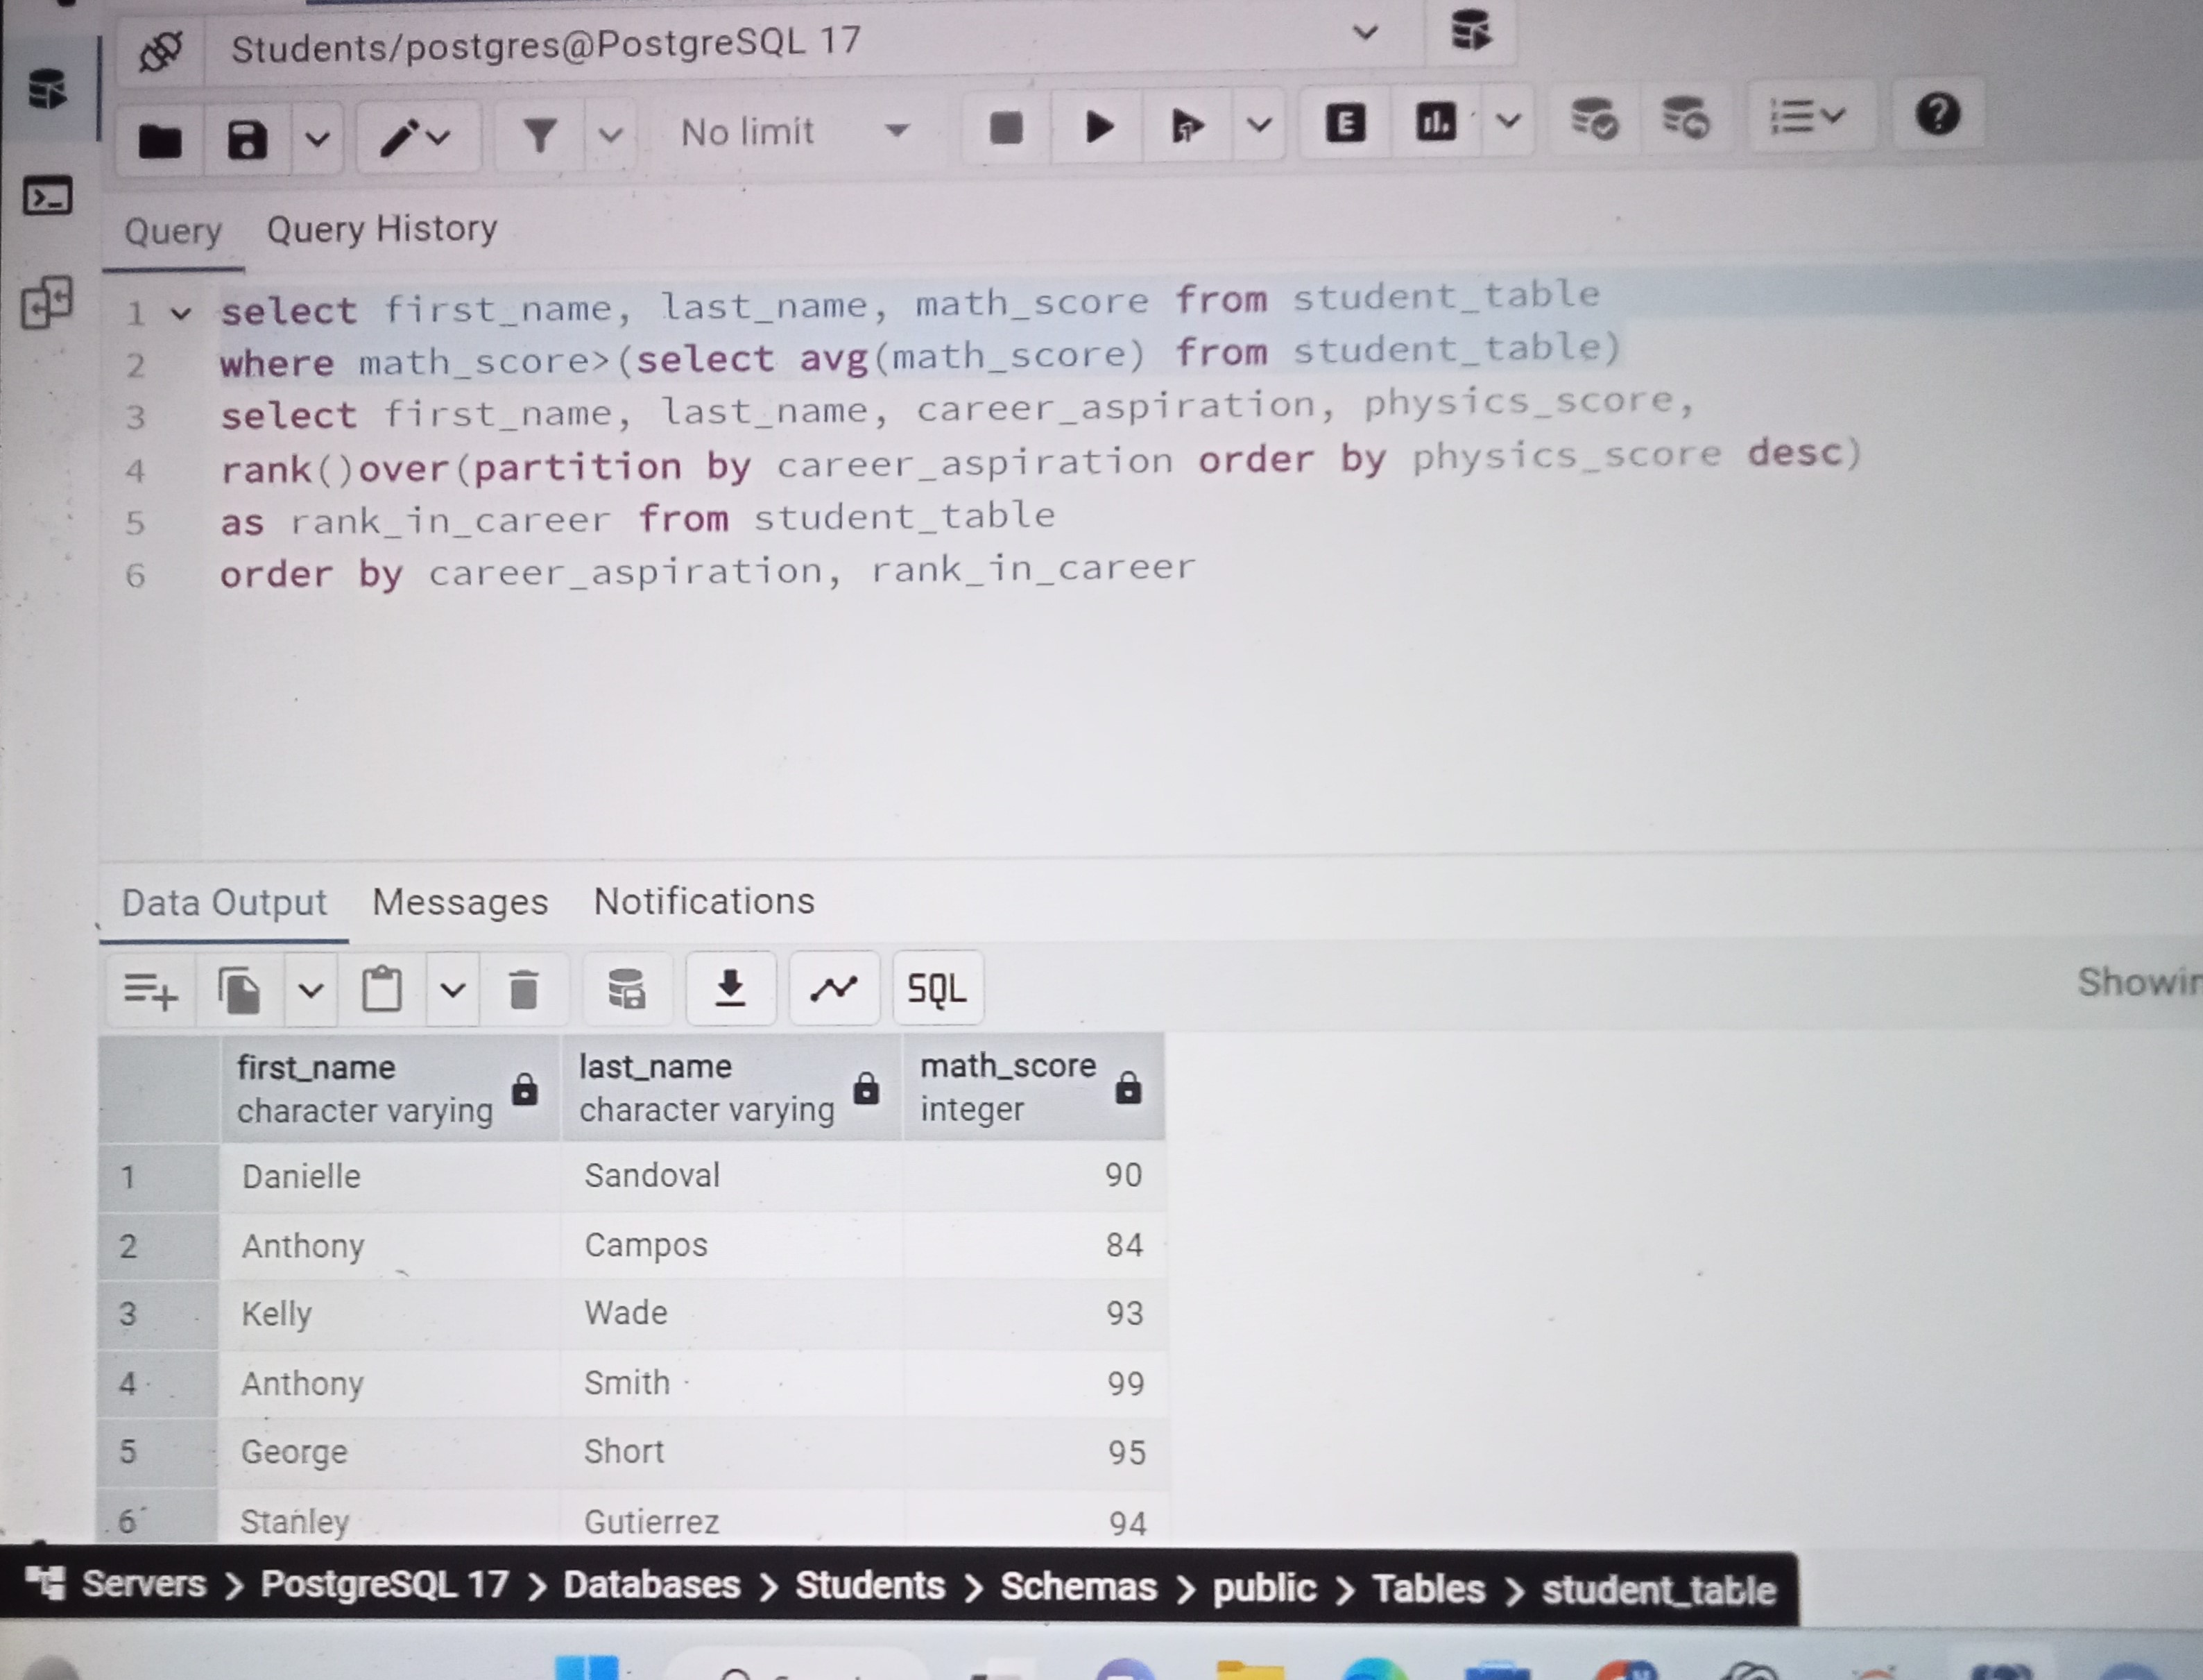 Students/postgres@PostgreSQL 17
No limit
E
Query Query History
1 select first_name, last_name, math_score from student_table
2 where math_score>(select avg(math_score) from student_table)
3 select first_name, last_name, career_aspiration, physics_score,
4 rank()over(partition by career_aspiration order by physics_score desc)
5 as rank_in_career from student_table
6 order by career_aspiration, rank_in_career
Data Output Messages Notifications
SQL
first_name last_name math_score
character varying character varying integer
1 Danielle Sandoval 90
2 Anthony Campos 84
3 Kelly Wade 93
4 Anthony Smith 99
5 George Short 95
6 Stanley Gutierrez 94
Servers > PostgreSQL 17 > Databases > Students > Schemas > public > Tables > student_table